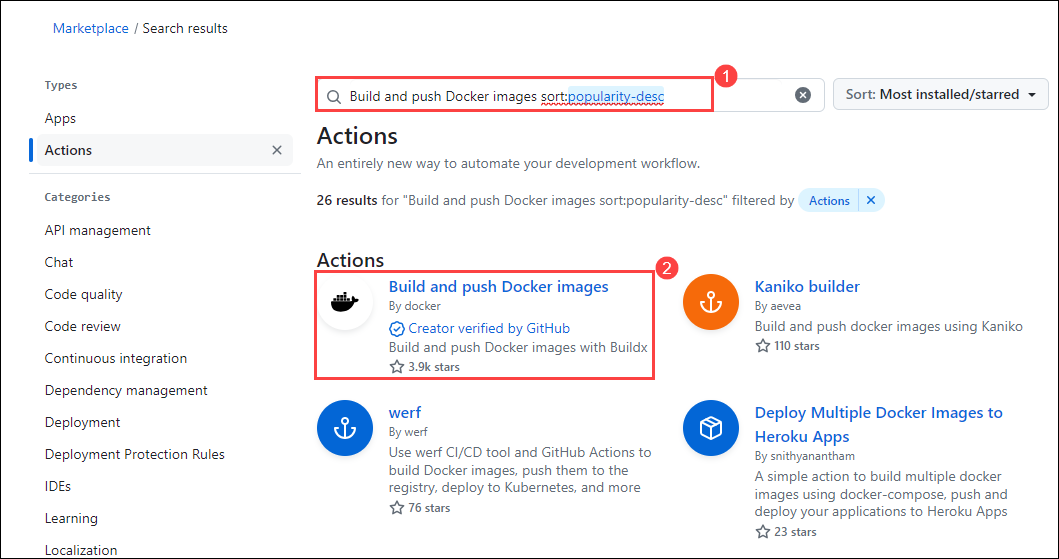 Marketplace / Search results
Types
Apps
Actions
Categories
API management
Chat
Code quality
Code review
Continuous integration
Dependency management
Deployment
Deployment Protection Rules
IDEs
Learning
Localization
Build and push Docker images sort:popularity-desc
1
Sort: Most installed/starred
Actions
An entirely new way to automate your development workflow.
26 results for "Build and push Docker images sort:popularity-desc" filtered by Actions
Actions
2
Build and push Docker images
By docker
Creator verified by GitHub
Build and push Docker images with Buildx
3.9k stars
Kaniko builder
By aevea
Build and push docker images using Kaniko
110 stars
werf
By werf
Use werf CI/CD tool and GitHub Actions to
build Docker images, push them to the
registry, deploy to Kubernetes, and more
76 stars
Deploy Multiple Docker Images to
Heroku Apps
By snithyanantham
A simple action to build multiple docker
images using docker-compose, push and
deploy your applications to Heroku Apps
23 stars